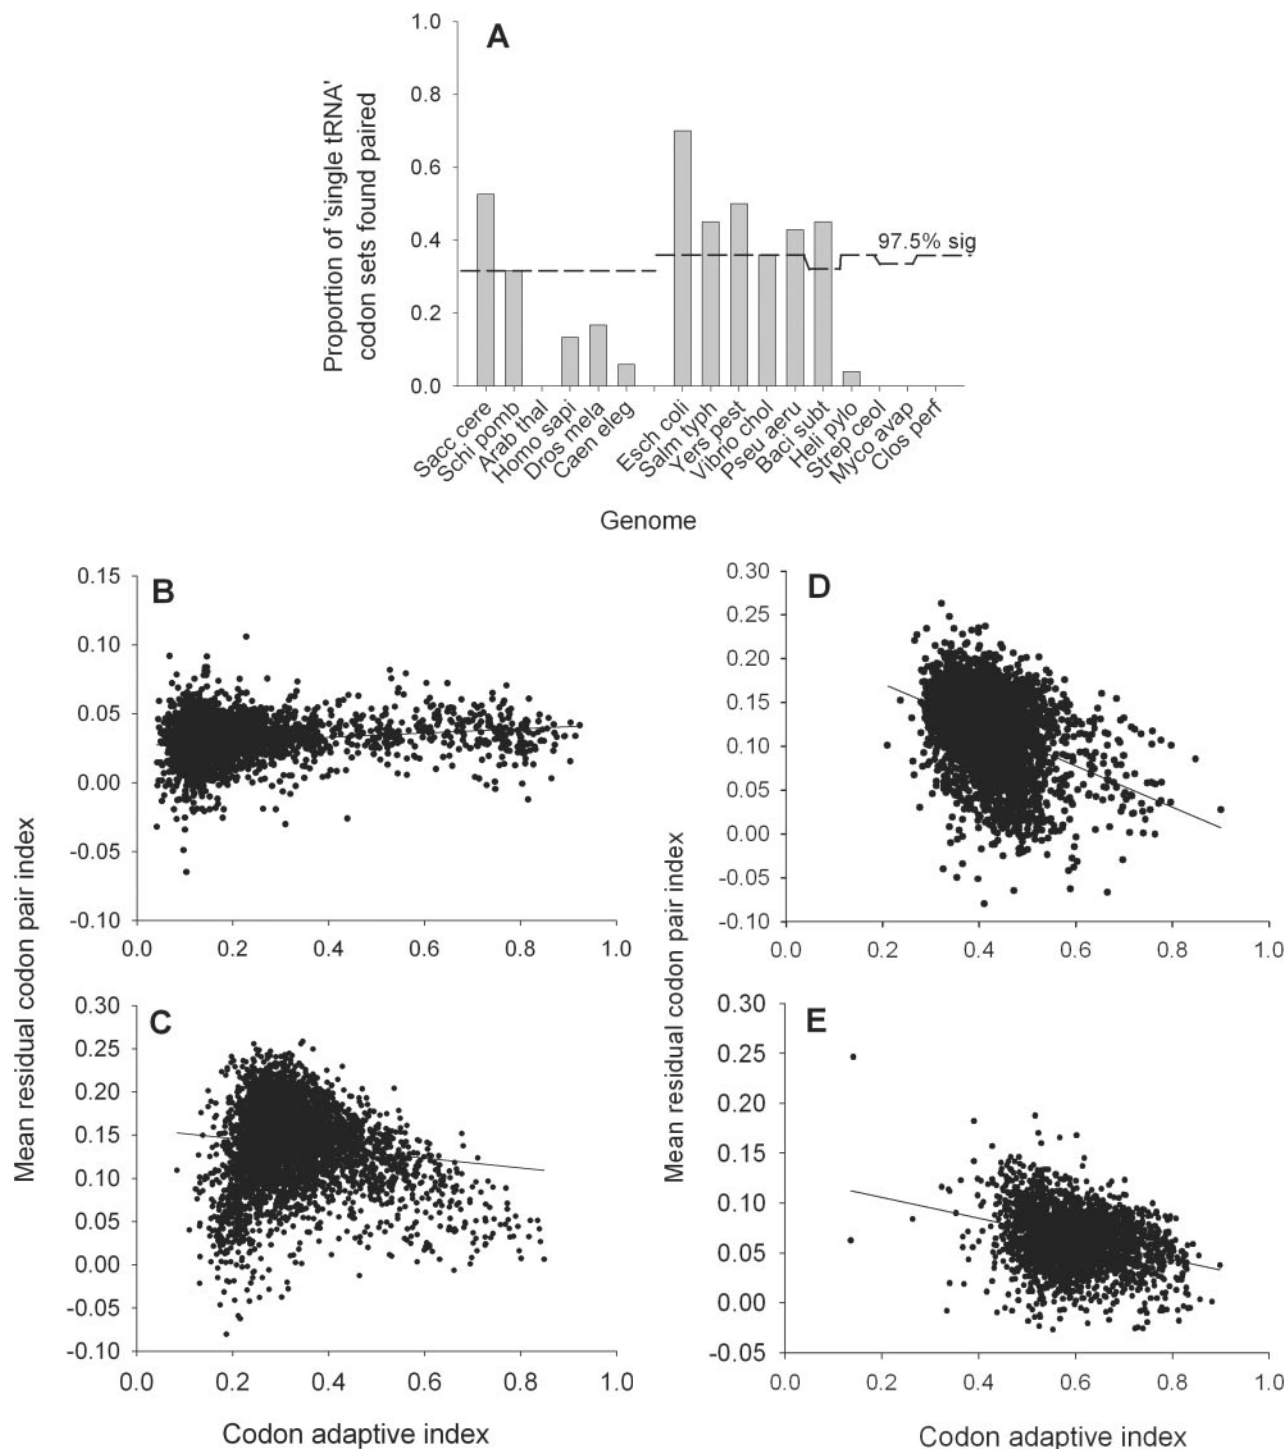 A
1.0
0.8
0.6
0.4
0.2
0.0
Proportion of 'single tRNA'
codon sets found paired
97.5% sig
Sacc cere
Schi pomb
Arab thal
Homo sapi
Dros mela
Caen eleg
Esch coli
Salm typh
Yers pest
Vibrio chol
Pseu aeru
Baci subt
Heli pylo
Strep ceol
Myco avap
Clos perf
Genome
B
0.15
0.10
0.05
0.00
-0.05
-0.10
0.0 0.2 0.4 0.6 0.8 1.0
D
0.30
0.25
0.20
0.15
0.10
0.05
0.00
-0.05
-0.10
0.0 0.2 0.4 0.6 0.8 1.0
Mean residual codon pair index
Mean residual codon pair index
C
0.30
0.25
0.20
0.15
0.10
0.05
0.00
-0.05
-0.10
0.0 0.2 0.4 0.6 0.8 1.0
Codon adaptive index
E
0.30
0.25
0.20
0.15
0.10
0.05
0.00
-0.05
0.0 0.2 0.4 0.6 0.8 1.0
Codon adaptive index